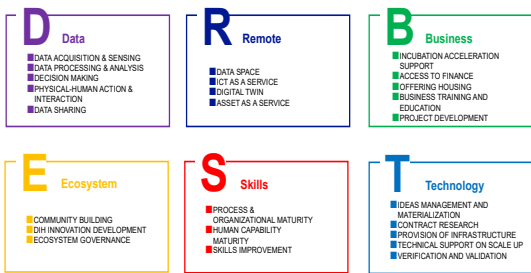 D Data
DATA ACQUISITION & SENSING
DATA PROCESSING & ANALYSIS
DECISION MAKING
PHYSICAL-HUMAN ACTION &
INTERACTION
DATA SHARING
R Remote
DATA SPACE
ICT AS A SERVICE
DIGITAL TWIN
ASSET AS A SERVICE
B Business
INCUBATION ACCELERATION
SUPPORT
ACCESS TO FINANCE
OFFERING HOUSING
BUSINESS TRAINING AND
EDUCATION
PROJECT DEVELOPMENT
E Ecosystem
COMMUNITY BUILDING
DIH INNOVATION DEVELOPMENT
ECOSYSTEM GOVERNANCE
S Skills
PROCESS &
ORGANIZATIONAL MATURITY
HUMAN CAPABILITY
MATURITY
SKILLS IMPROVEMENT
T Technology
IDEAS MANAGEMENT AND
MATERIALIZATION
CONTRACT RESEARCH
PROVISION OF INFRASTRUCTURE
TECHNICAL SUPPORT ON SCALE UP
VERIFICATION AND VALIDATION